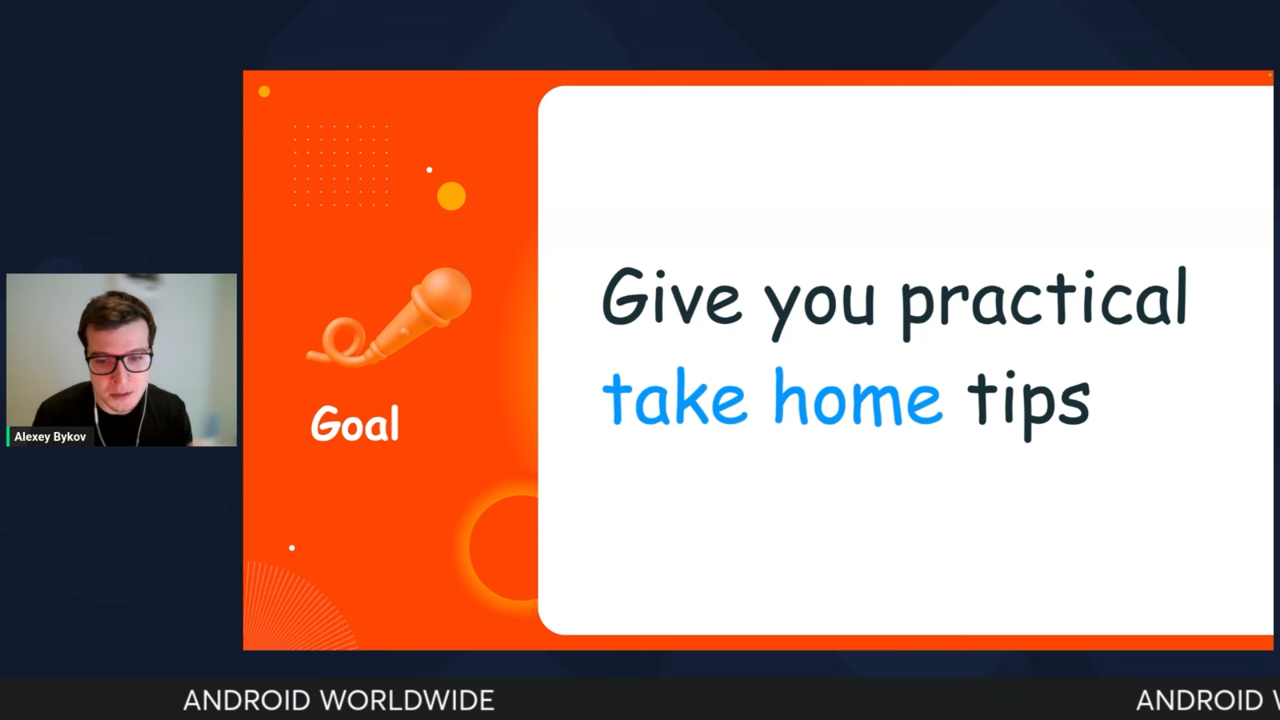 Give you practical
take home tips
Goal
Alexey Bykov
ANDROID WORLDWIDE
ANDROID